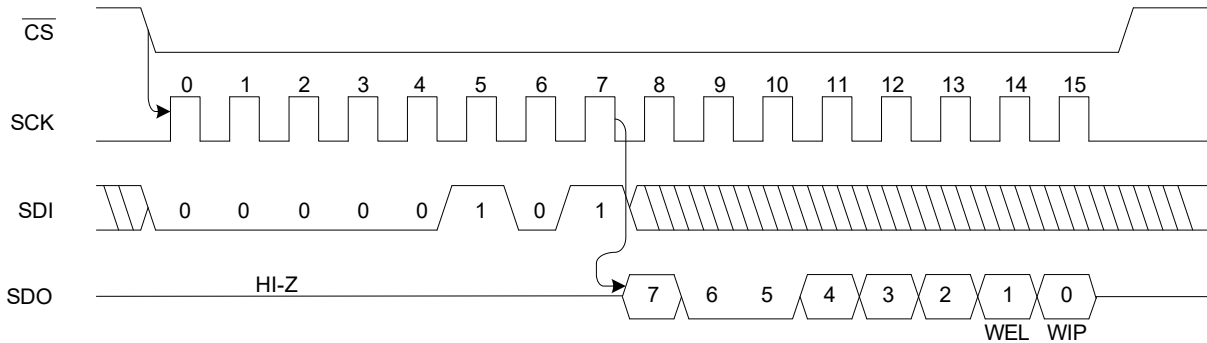 CS
0 1 2 3 4 5 6 7 8 9 10 11 12 13 14 15
SCK
SDI 0 0 0 0 0 1 0 1
HI-Z
SDO 7 6 5 4 3 2 1 0
WEL WIP